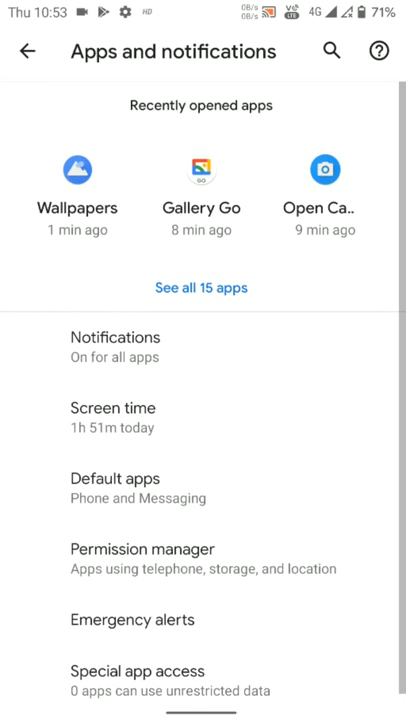 Thu 10:53 HD 0B/s 0B/s Vo LTE 4G 71%
Apps and notifications
Recently opened apps
GO
Wallpapers Gallery Go Open Ca..
1 min ago 8 min ago 9 min ago
See all 15 apps
Notifications
On for all apps
Screen time
1h 51m today
Default apps
Phone and Messaging
Permission manager
Apps using telephone, storage, and location
Emergency alerts
Special app access
0 apps can use unrestricted data